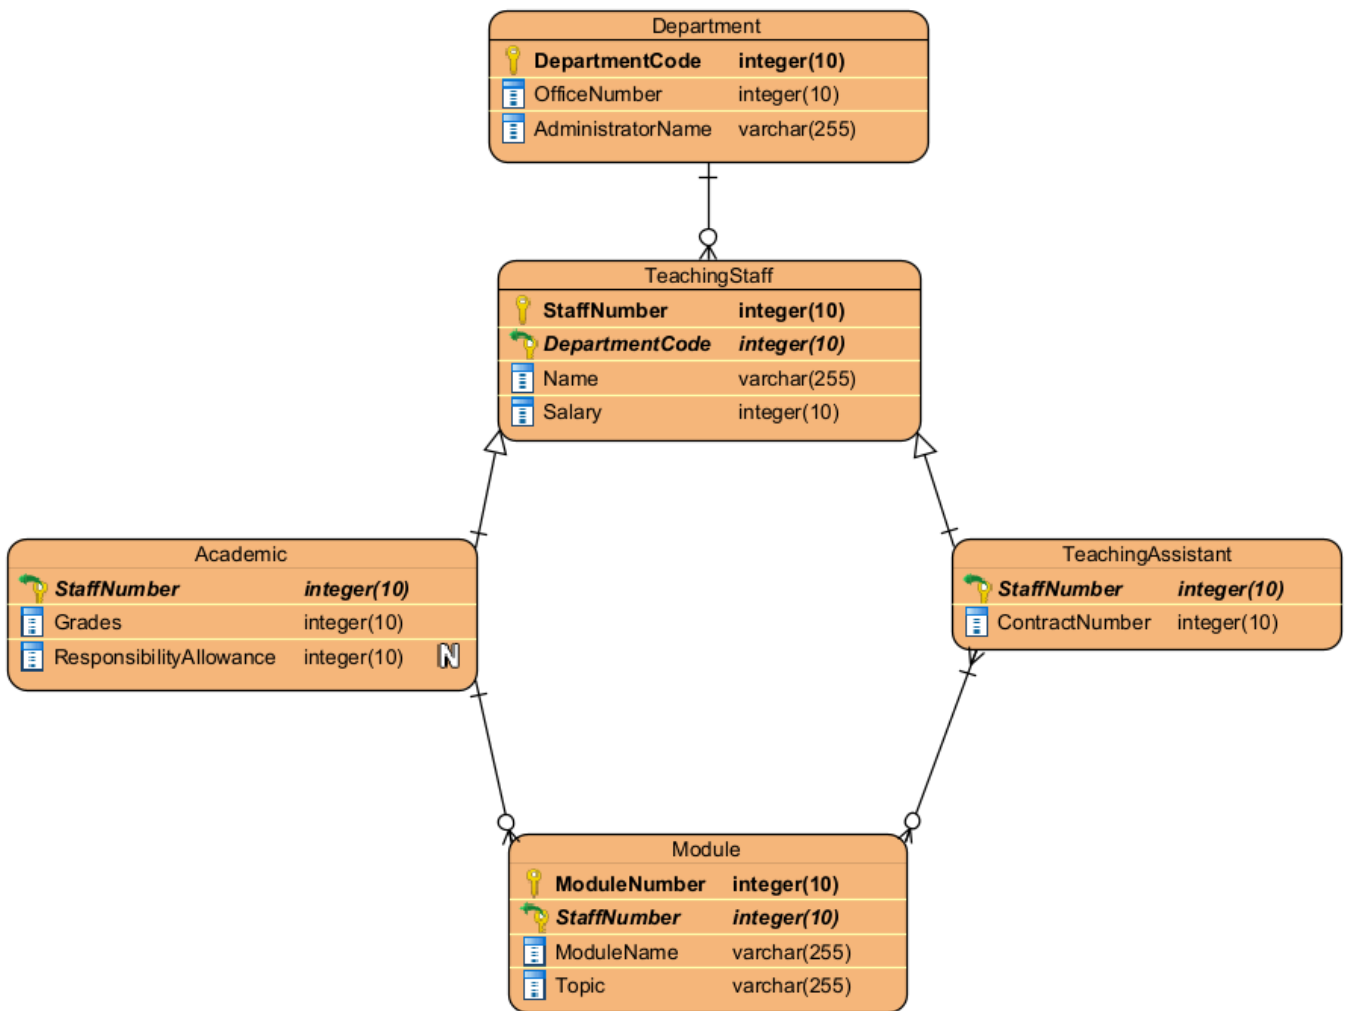 Department
DepartmentCode integer(10)
OfficeNumber integer(10)
AdministratorName varchar(255)
TeachingStaff
StaffNumber integer(10)
DepartmentCode integer(10)
Name varchar(255)
Salary integer(10)
Academic
StaffNumber integer(10)
Grades integer(10)
ResponsibilityAllowance integer(10) N
TeachingAssistant
StaffNumber integer(10)
ContractNumber integer(10)
Module
ModuleNumber integer(10)
StaffNumber integer(10)
ModuleName varchar(255)
Topic varchar(255)